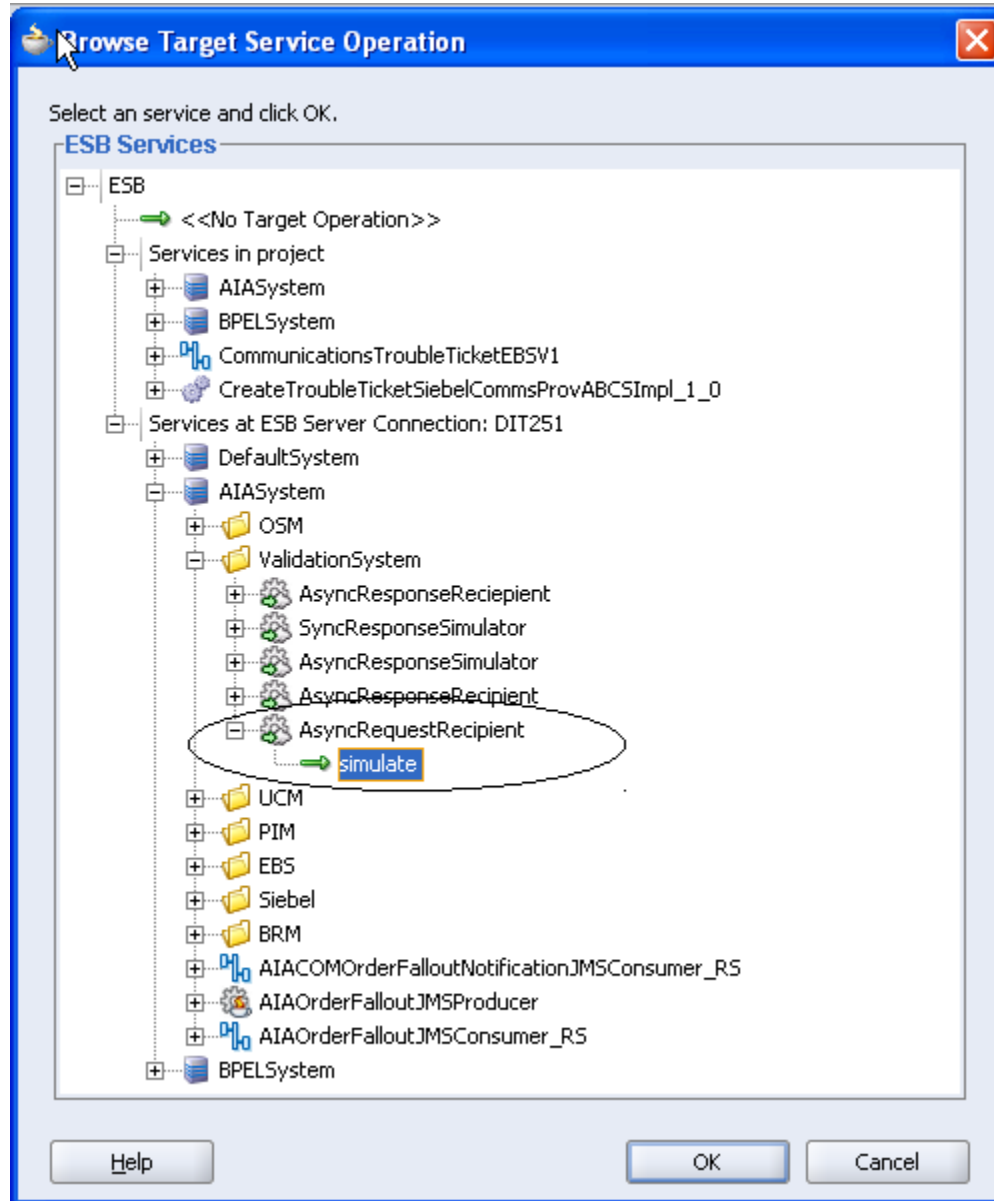 Browse Target Service Operation
Select an service and click OK.
ESB Services
ESB
<<No Target Operation>>
Services in project
AIASystem
BPELSystem
CommunicationsTroubleTicketEBSV1
CreateTroubleTicketSiebelCommsProvABCSImpl_1_0
Services at ESB Server Connection: DIT251
DefaultSystem
AIASystem
OSM
ValidationSystem
AsyncResponseReciepient
SyncResponseSimulator
AsyncResponseSimulator
AsyncResponseRecipient
AsyncRequestRecipient
simulate
UCM
PIM
EBS
Siebel
BRM
AIACOMOrderFalloutNotificationJMSConsumer_RS
AIAOrderFalloutJMSProducer
AIAOrderFalloutJMSConsumer_RS
BPELSystem
Help OK Cancel